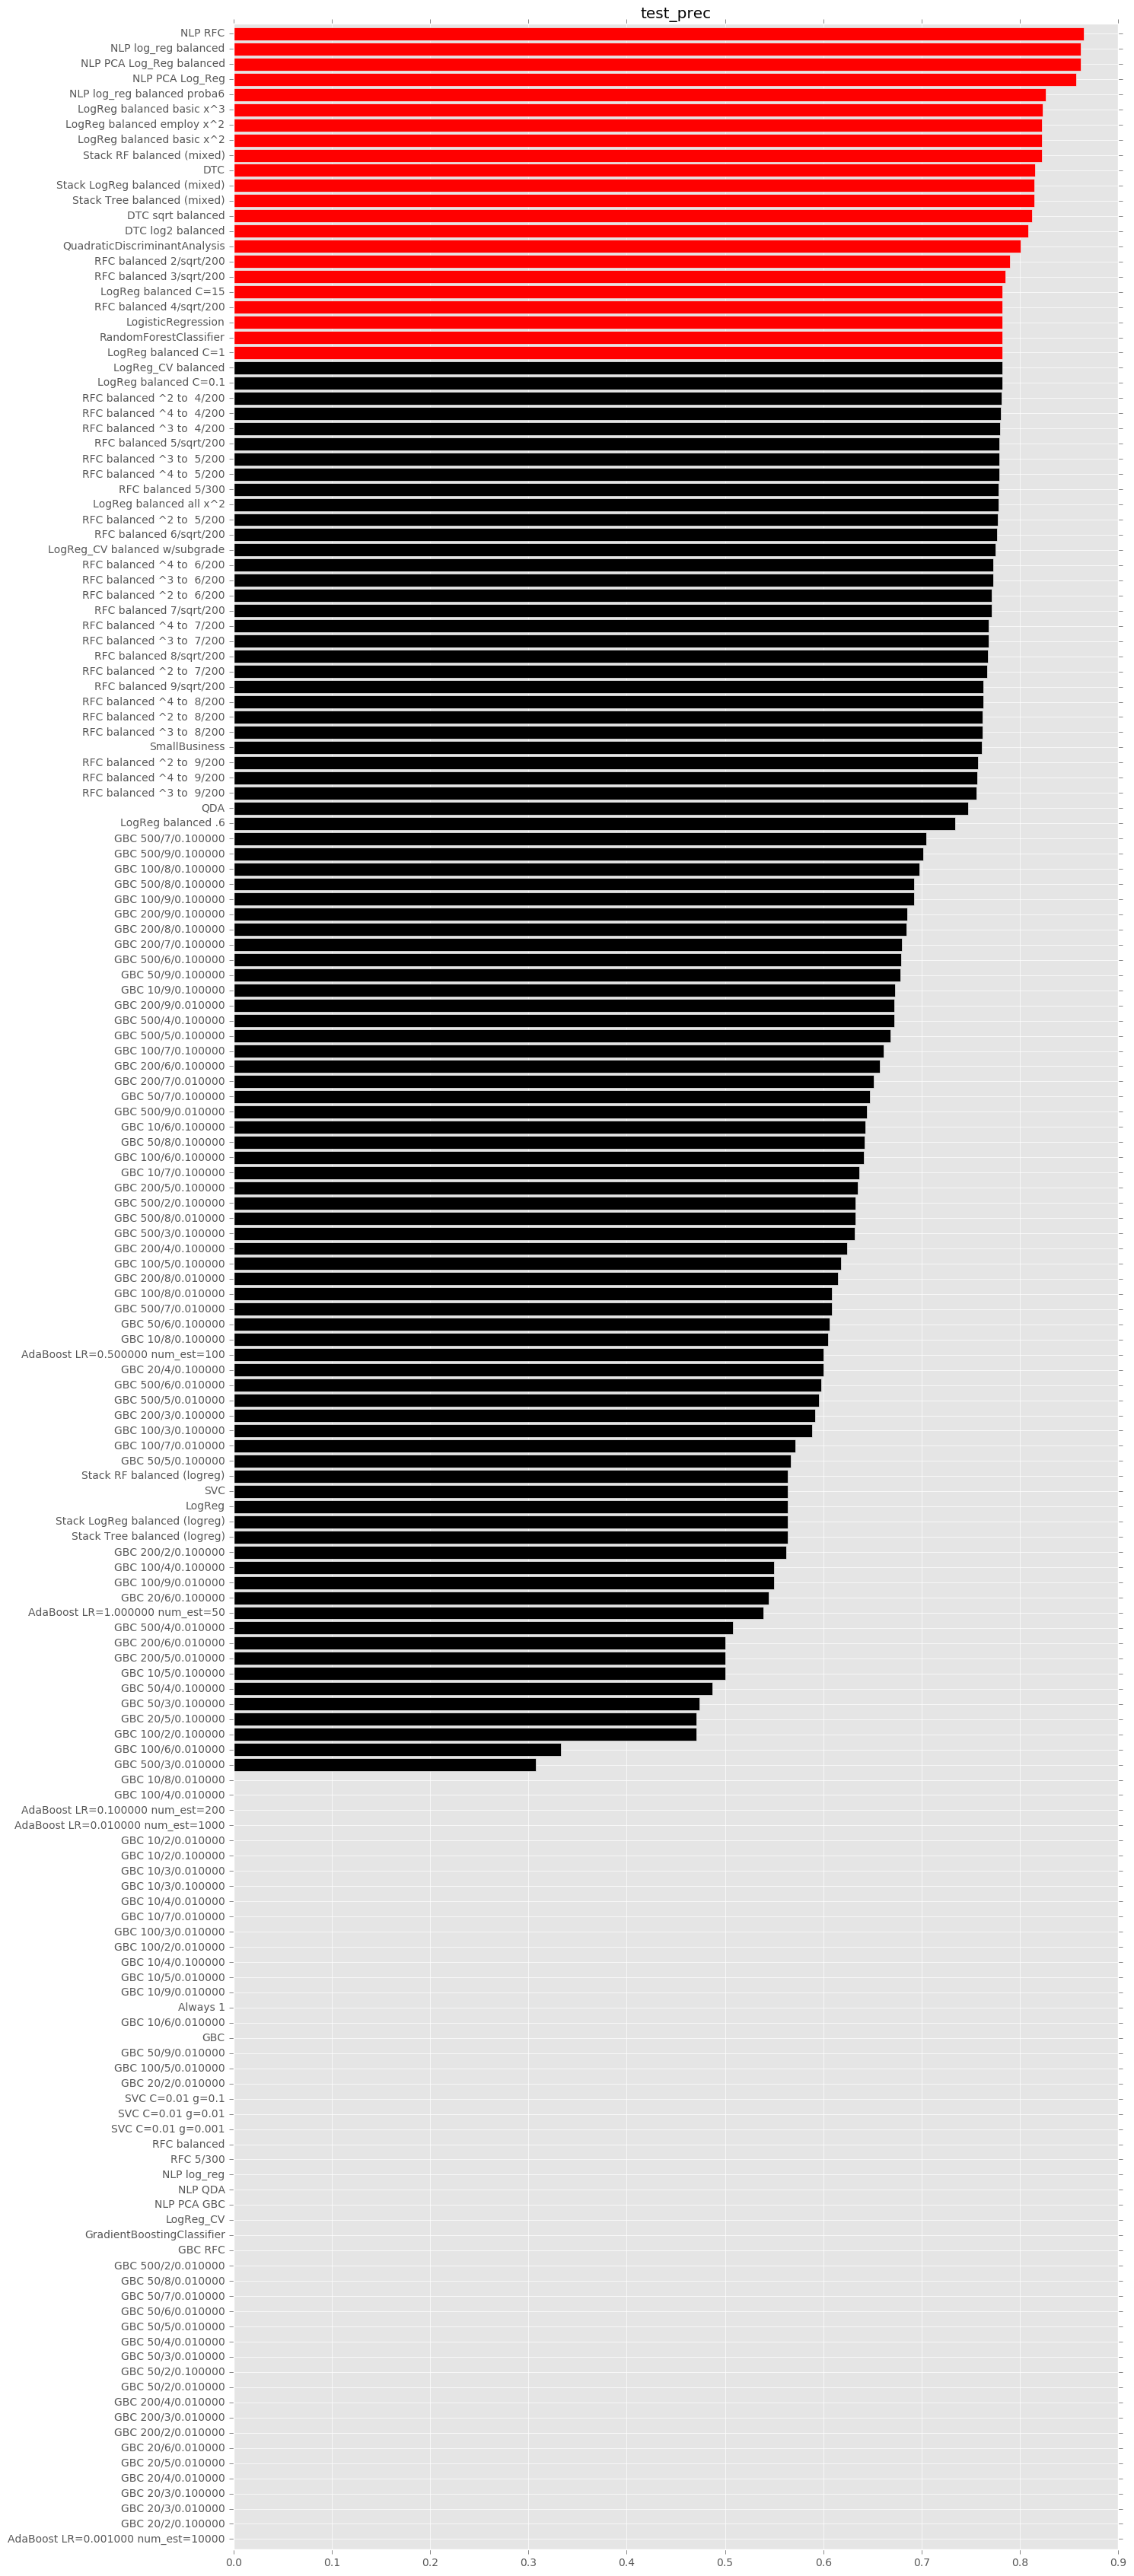 test_prec
NLP RFC
NLP log_reg balanced
NLP PCA Log_Reg balanced
NLP PCA Log_Reg
NLP log_reg balanced proba6
LogReg balanced basic x^3
LogReg balanced employ x^2
LogReg balanced basic x^2
Stack RF balanced (mixed)
DTC
Stack LogReg balanced (mixed)
Stack Tree balanced (mixed)
DTC sqrt balanced
DTC log2 balanced
QuadraticDiscriminantAnalysis
RFC balanced 2/sqrt/200
RFC balanced 3/sqrt/200
LogReg balanced C=15
RFC balanced 4/sqrt/200
LogisticRegression
RandomForestClassifier
LogReg balanced C=1
LogReg_CV balanced
LogReg balanced C=0.1
RFC balanced ^2 to  4/200
RFC balanced ^4 to  4/200
RFC balanced ^3 to  4/200
RFC balanced 5/sqrt/200
RFC balanced ^3 to  5/200
RFC balanced ^4 to  5/200
RFC balanced 5/300
LogReg balanced all x^2
RFC balanced ^2 to  5/200
RFC balanced 6/sqrt/200
LogReg_CV balanced w/subgrade
RFC balanced ^4 to  6/200
RFC balanced ^3 to  6/200
RFC balanced ^2 to  6/200
RFC balanced 7/sqrt/200
RFC balanced ^4 to  7/200
RFC balanced ^3 to  7/200
RFC balanced 8/sqrt/200
RFC balanced ^2 to  7/200
RFC balanced 9/sqrt/200
RFC balanced ^4 to  8/200
RFC balanced ^2 to  8/200
RFC balanced ^3 to  8/200
SmallBusiness
RFC balanced ^2 to  9/200
RFC balanced ^4 to  9/200
RFC balanced ^3 to  9/200
QDA
LogReg balanced .6
GBC 500/7/0.100000
GBC 500/9/0.100000
GBC 100/8/0.100000
GBC 500/8/0.100000
GBC 100/9/0.100000
GBC 200/9/0.100000
GBC 200/8/0.100000
GBC 200/7/0.100000
GBC 500/6/0.100000
GBC 50/9/0.100000
GBC 10/9/0.100000
GBC 200/9/0.010000
GBC 500/4/0.100000
GBC 500/5/0.100000
GBC 100/7/0.100000
GBC 200/6/0.100000
GBC 200/7/0.010000
GBC 50/7/0.100000
GBC 500/9/0.010000
GBC 10/6/0.100000
GBC 50/8/0.100000
GBC 100/6/0.100000
GBC 10/7/0.100000
GBC 200/5/0.100000
GBC 500/2/0.100000
GBC 500/8/0.010000
GBC 500/3/0.100000
GBC 200/4/0.100000
GBC 100/5/0.100000
GBC 200/8/0.010000
GBC 100/8/0.010000
GBC 500/7/0.010000
GBC 50/6/0.100000
GBC 10/8/0.100000
AdaBoost LR=0.500000 num_est=100
GBC 20/4/0.100000
GBC 500/6/0.010000
GBC 500/5/0.010000
GBC 200/3/0.100000
GBC 100/3/0.100000
GBC 100/7/0.010000
GBC 50/5/0.100000
Stack RF balanced (logreg)
SVC
LogReg
Stack LogReg balanced (logreg)
Stack Tree balanced (logreg)
GBC 200/2/0.100000
GBC 100/4/0.100000
GBC 100/9/0.010000
GBC 20/6/0.100000
AdaBoost LR=1.000000 num_est=50
GBC 500/4/0.010000
GBC 200/6/0.010000
GBC 200/5/0.010000
GBC 10/5/0.100000
GBC 50/4/0.100000
GBC 50/3/0.100000
GBC 20/5/0.100000
GBC 100/2/0.100000
GBC 100/6/0.010000
GBC 500/3/0.010000
GBC 10/8/0.010000
GBC 100/4/0.010000
AdaBoost LR=0.100000 num_est=200
AdaBoost LR=0.010000 num_est=1000
GBC 10/2/0.010000
GBC 10/2/0.100000
GBC 10/3/0.010000
GBC 10/3/0.100000
GBC 10/4/0.010000
GBC 10/7/0.010000
GBC 100/3/0.010000
GBC 100/2/0.010000
GBC 10/4/0.100000
GBC 10/5/0.010000
GBC 10/9/0.010000
Always 1
GBC 10/6/0.010000
GBC
GBC 50/9/0.010000
GBC 100/5/0.010000
GBC 20/2/0.010000
SVC C=0.01 g=0.1
SVC C=0.01 g=0.01
SVC C=0.01 g=0.001
RFC balanced
RFC 5/300
NLP log_reg
NLP QDA
NLP PCA GBC
LogReg_CV
GradientBoostingClassifier
GBC RFC
GBC 500/2/0.010000
GBC 50/8/0.010000
GBC 50/7/0.010000
GBC 50/6/0.010000
GBC 50/5/0.010000
GBC 50/4/0.010000
GBC 50/3/0.010000
GBC 50/2/0.100000
GBC 50/2/0.010000
GBC 200/4/0.010000
GBC 200/3/0.010000
GBC 200/2/0.010000
GBC 20/6/0.010000
GBC 20/5/0.010000
GBC 20/4/0.010000
GBC 20/3/0.100000
GBC 20/3/0.010000
GBC 20/2/0.100000
AdaBoost LR=0.001000 num_est=10000
0.0 0.1 0.2 0.3 0.4 0.5 0.6 0.7 0.8 0.9